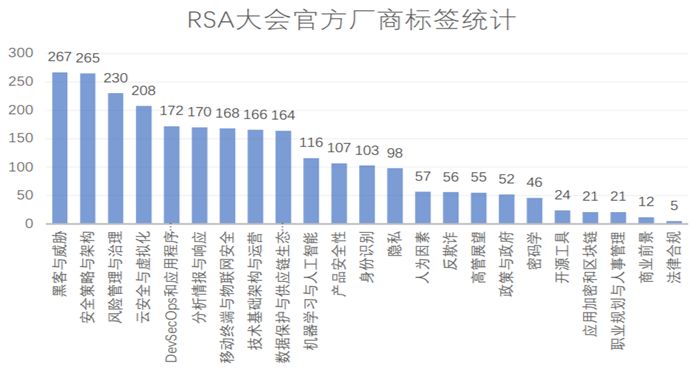 RSA大会官方厂商标签统计
300
250
200
150
100
50
0
267
265
230
208
172
170
168
166
164
116
107
103
98
57
56
55
52
46
24
21
21
12
5
黑客与威胁
安全策略与架构
风险管理与治理
云安全与虚拟化
DevSecOps和应用程序…
分析情报与响应
移动终端与物联网安全
技术基础架构与运营
数据保护与供应链生态…
机器学习与人工智能
产品安全性
身份识别
隐私
人为因素
反欺诈
高管展望
政策与政府
密码学
开源工具
应用加密和区块链
职业规划与人事管理
商业前景
法律合规